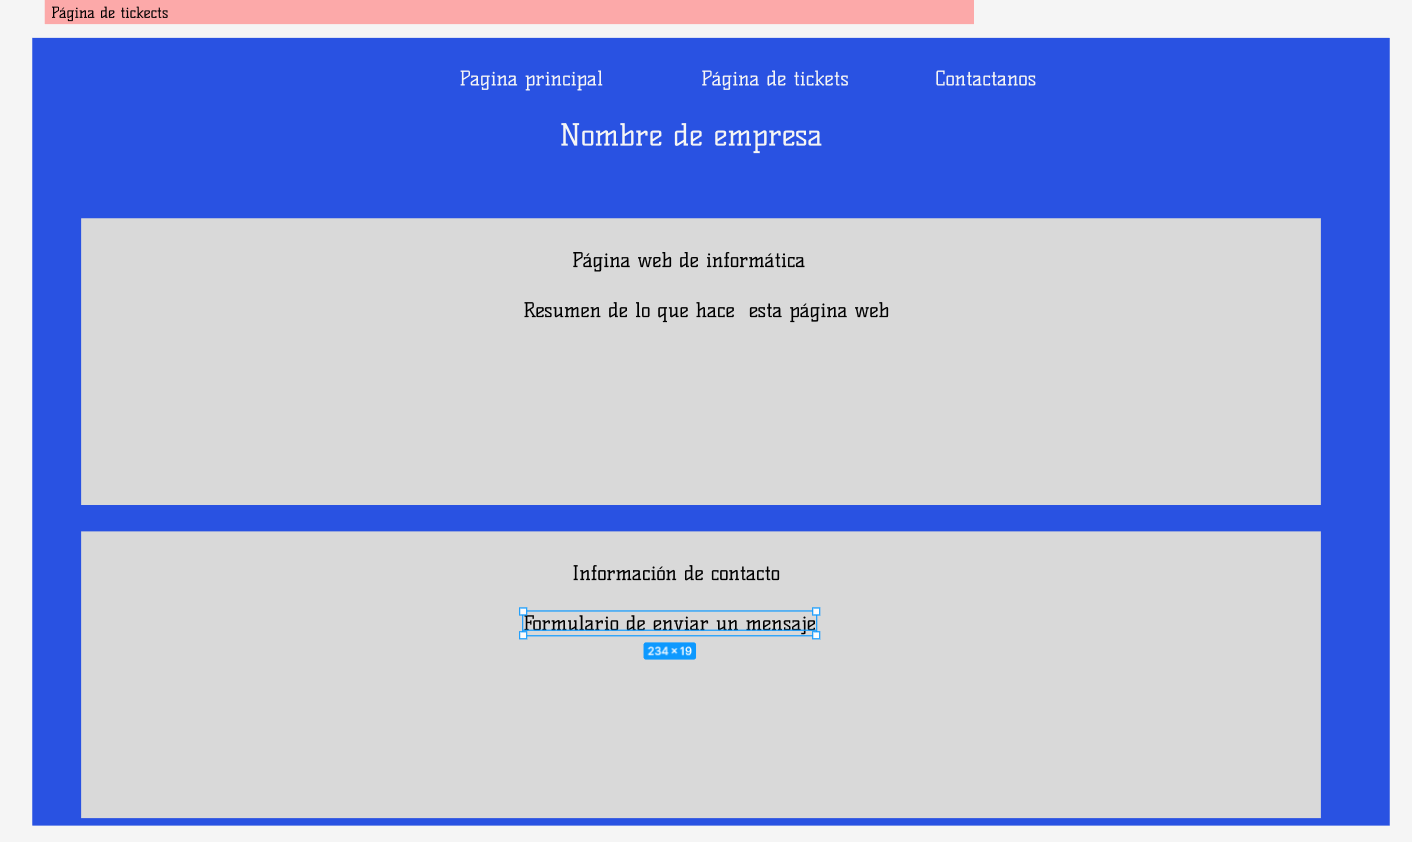 Página de tickects
Pagina principal Página de tickets Contactanos
Nombre de empresa
Página web de informática
Resumen de lo que hace esta página web
Información de contacto
Formulario de enviar un mensaje
234 × 19